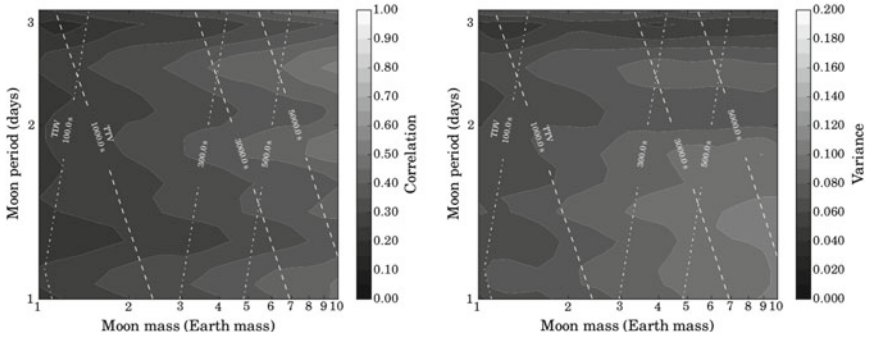 3
2
1
Moon period (days)
1
2
3
4
5
6
7
8
9
10
Moon mass (Earth mass)
TDV
100.0 s
TTV
1000.0 s
300.0 s
3000.0 s
500.0 s
5000.0 s
1.00
0.90
0.80
0.70
0.60
0.50
0.40
0.30
0.20
0.10
0.00
Correlation
3
2
1
Moon period (days)
1
2
3
4
5
6
7
8
9
10
Moon mass (Earth mass)
TDV
100.0 s
TTV
1000.0 s
300.0 s
3000.0 s
500.0 s
5000.0 s
0.200
0.180
0.160
0.140
0.120
0.100
0.080
0.060
0.040
0.020
0.000
Variance